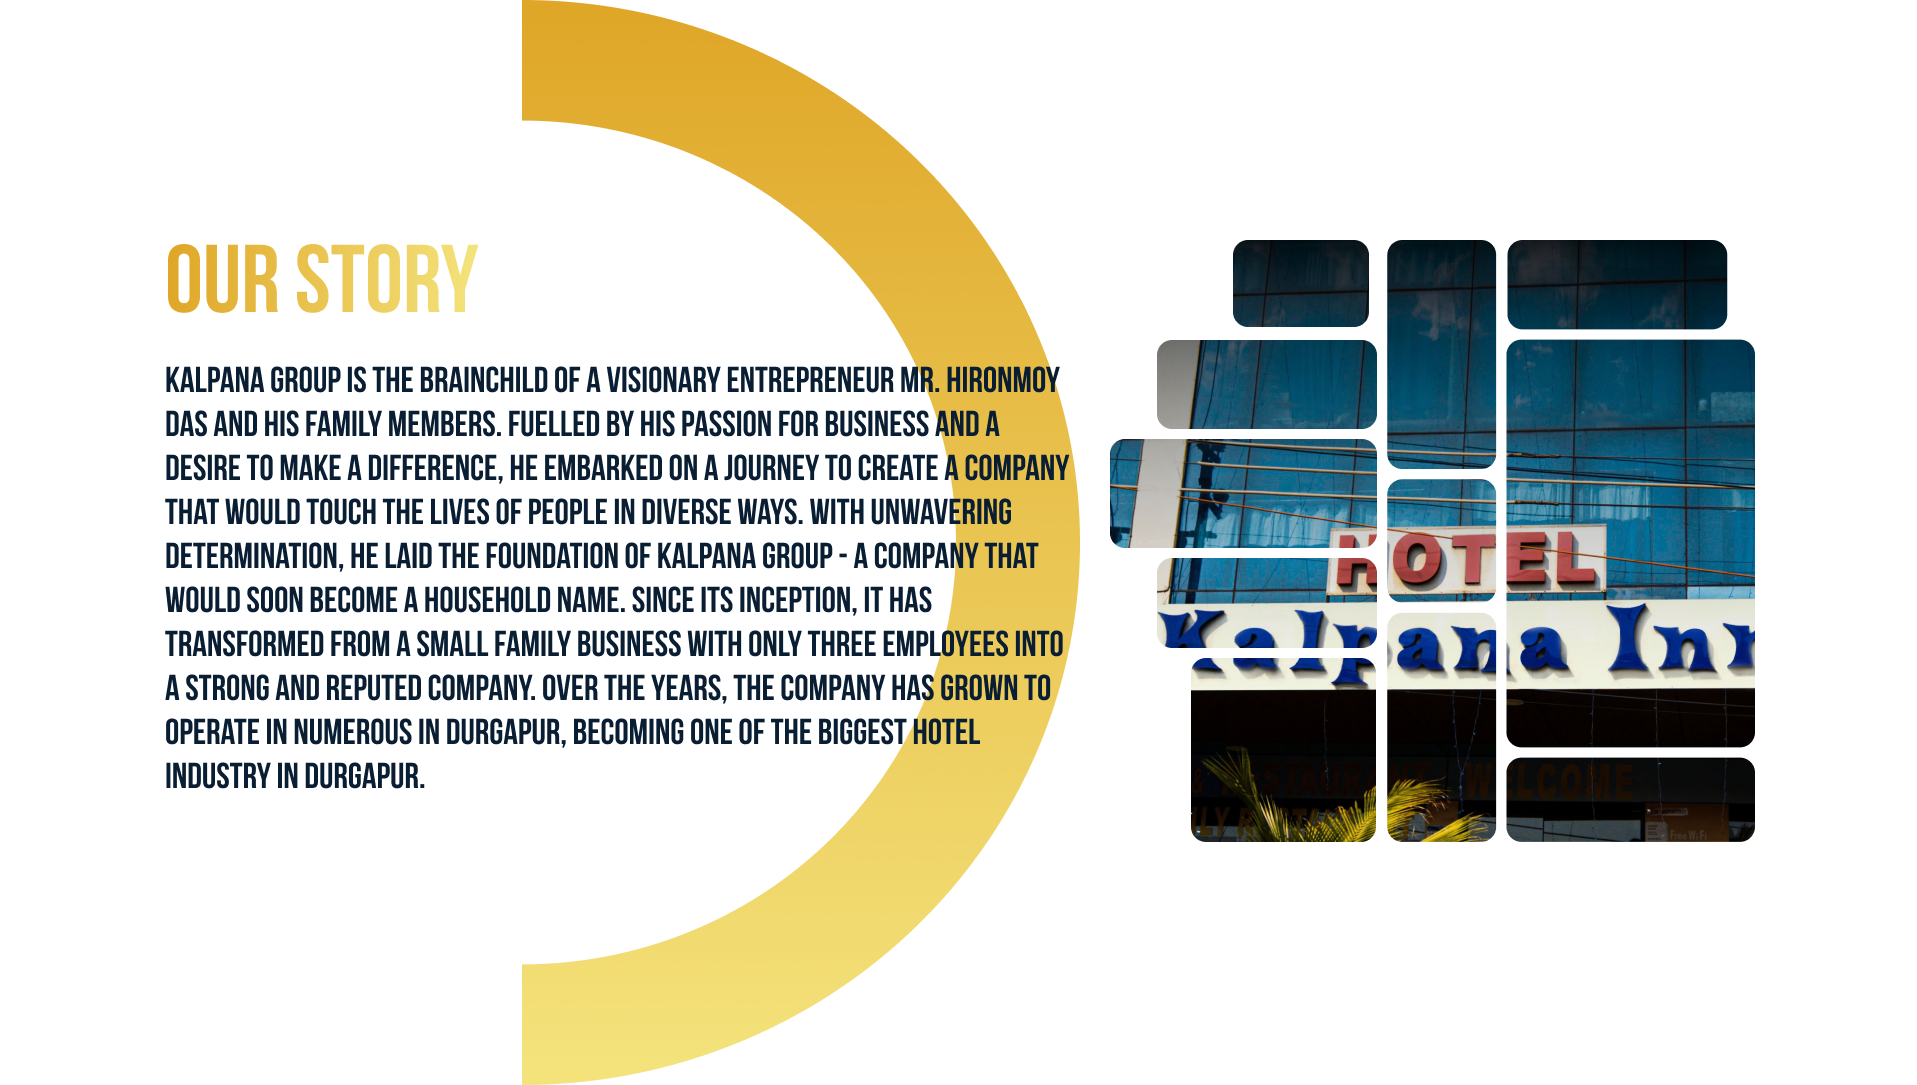 OUR STORY
KALPANA GROUP IS THE BRAINCHILD OF A VISIONARY ENTREPRENEUR MR. HIRONMOY
DAS AND HIS FAMILY MEMBERS. FUELLED BY HIS PASSION FOR BUSINESS AND A
DESIRE TO MAKE A DIFFERENCE, HE EMBARKED ON A JOURNEY TO CREATE A COMPANY
THAT WOULD TOUCH THE LIVES OF PEOPLE IN DIVERSE WAYS. WITH UNWAVERING
DETERMINATION, HE LAID THE FOUNDATION OF KALPANA GROUP - A COMPANY THAT
WOULD SOON BECOME A HOUSEHOLD NAME. SINCE ITS INCEPTION, IT HAS
TRANSFORMED FROM A SMALL FAMILY BUSINESS WITH ONLY THREE EMPLOYEES INTO
A STRONG AND REPUTED COMPANY. OVER THE YEARS, THE COMPANY HAS GROWN TO
OPERATE IN NUMEROUS IN DURGAPUR, BECOMING ONE OF THE BIGGEST HOTEL
INDUSTRY IN DURGAPUR.
HOTEL
Kalpana Inn
WELCOME
Free Wi-Fi